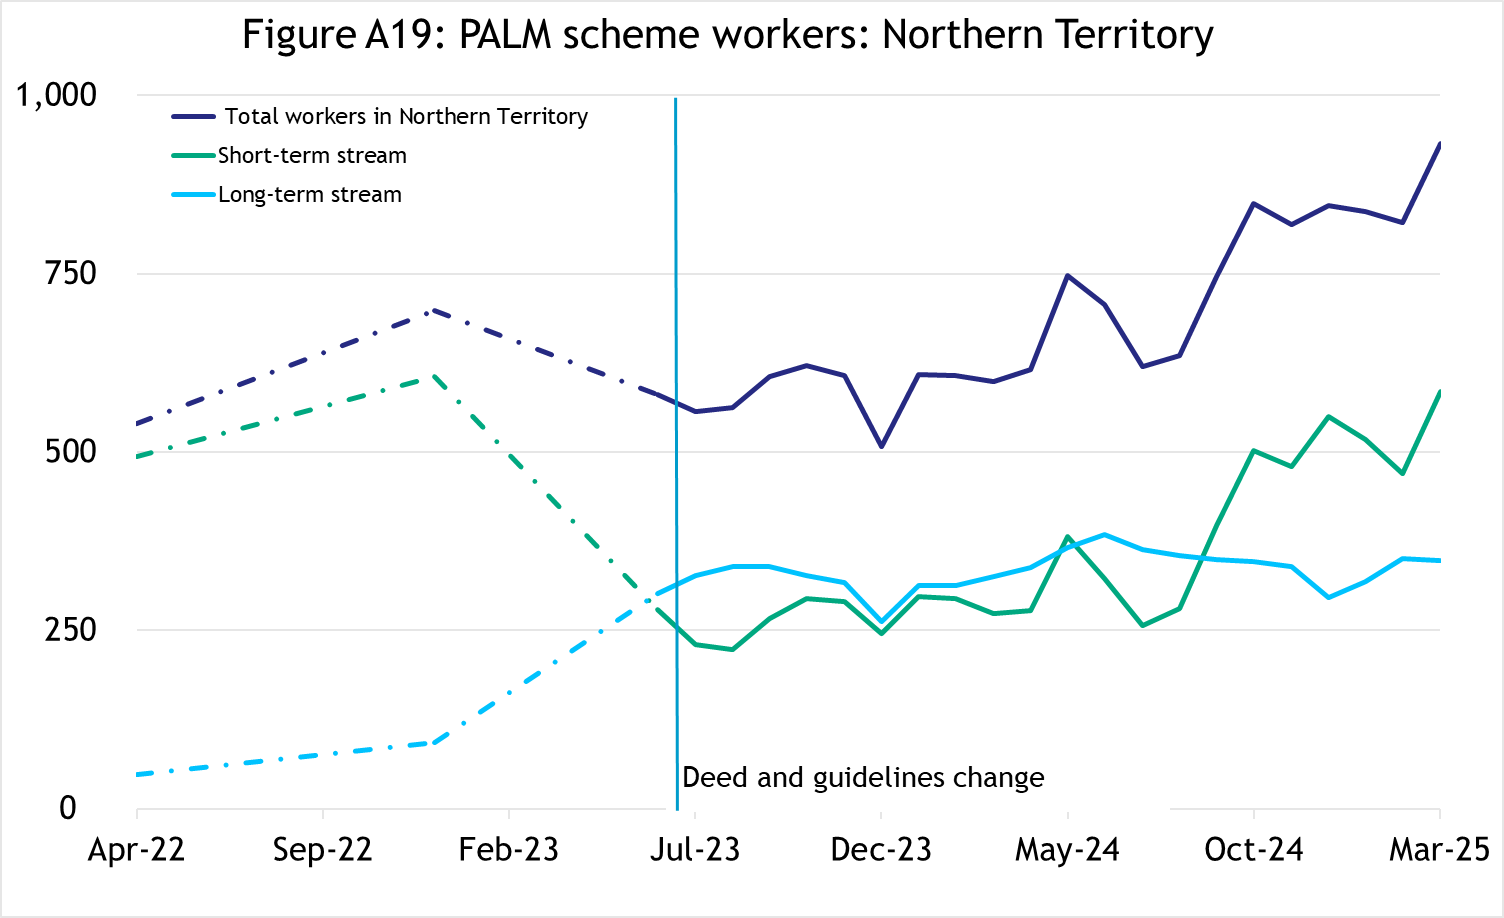 Figure A19: PALM scheme workers: Northern Territory
1,000
Total workers in Northern Territory
Short-term stream
Long-term stream
750
500
250
Deed and guidelines change
0
Apr-22 Sep-22 Feb-23 Jul-23 Dec-23 May-24 Oct-24 Mar-25